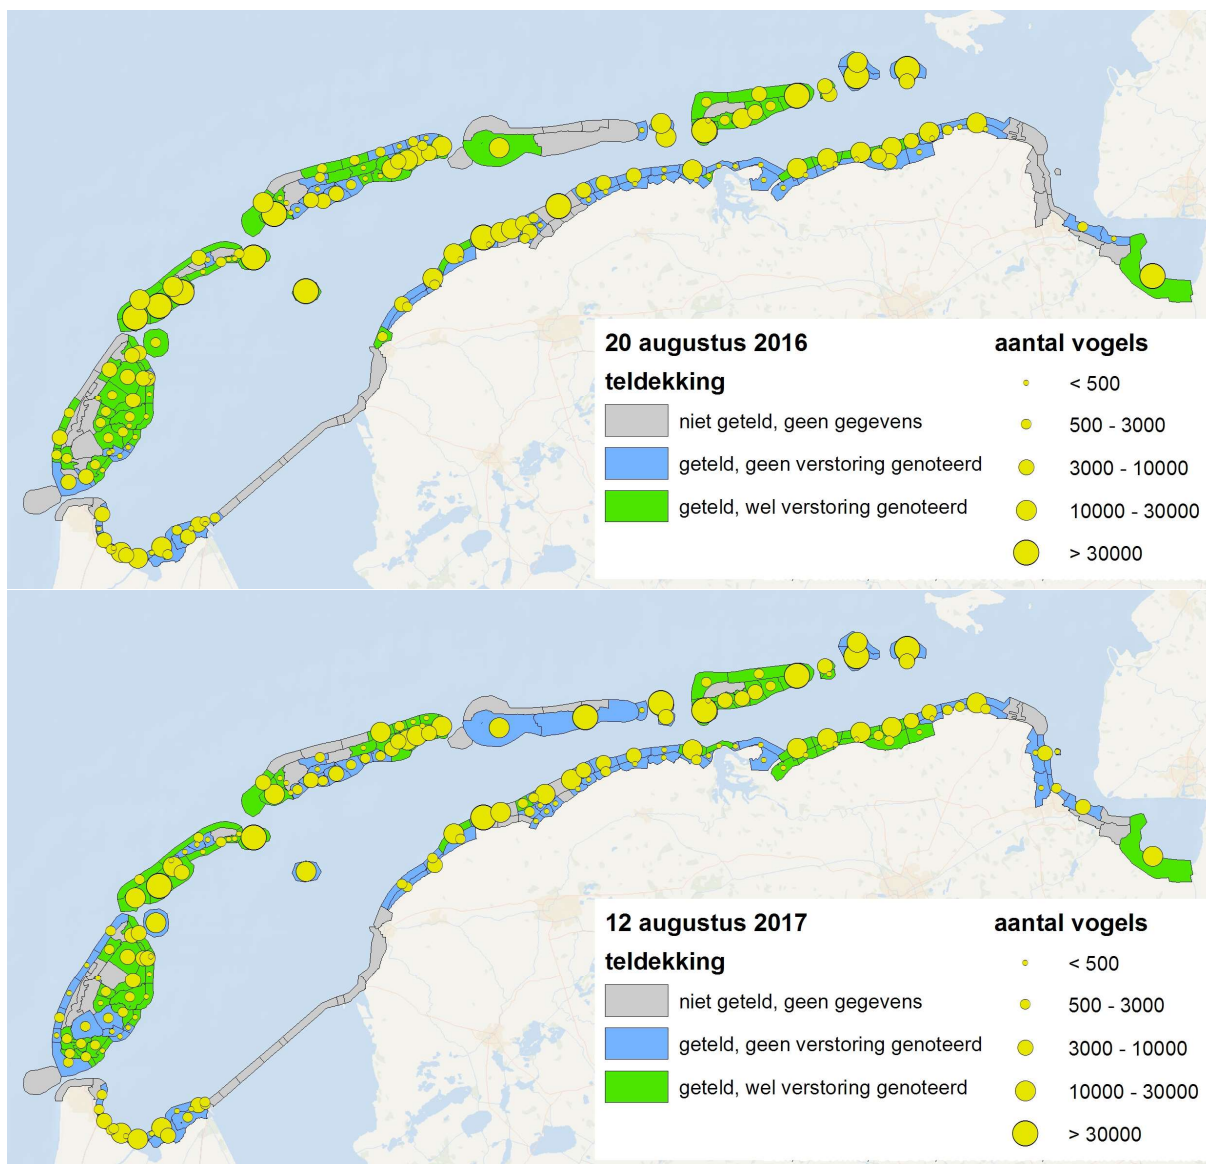 20 augustus 2016
aantal vogels
teldekking
< 500
niet geteld, geen gegevens
500 - 3000
geteld, geen verstoring genoteerd
3000 - 10000
geteld, wel verstoring genoteerd
10000 - 30000
> 30000
12 augustus 2017
aantal vogels
teldekking
< 500
niet geteld, geen gegevens
500 - 3000
geteld, geen verstoring genoteerd
3000 - 10000
geteld, wel verstoring genoteerd
10000 - 30000
> 30000